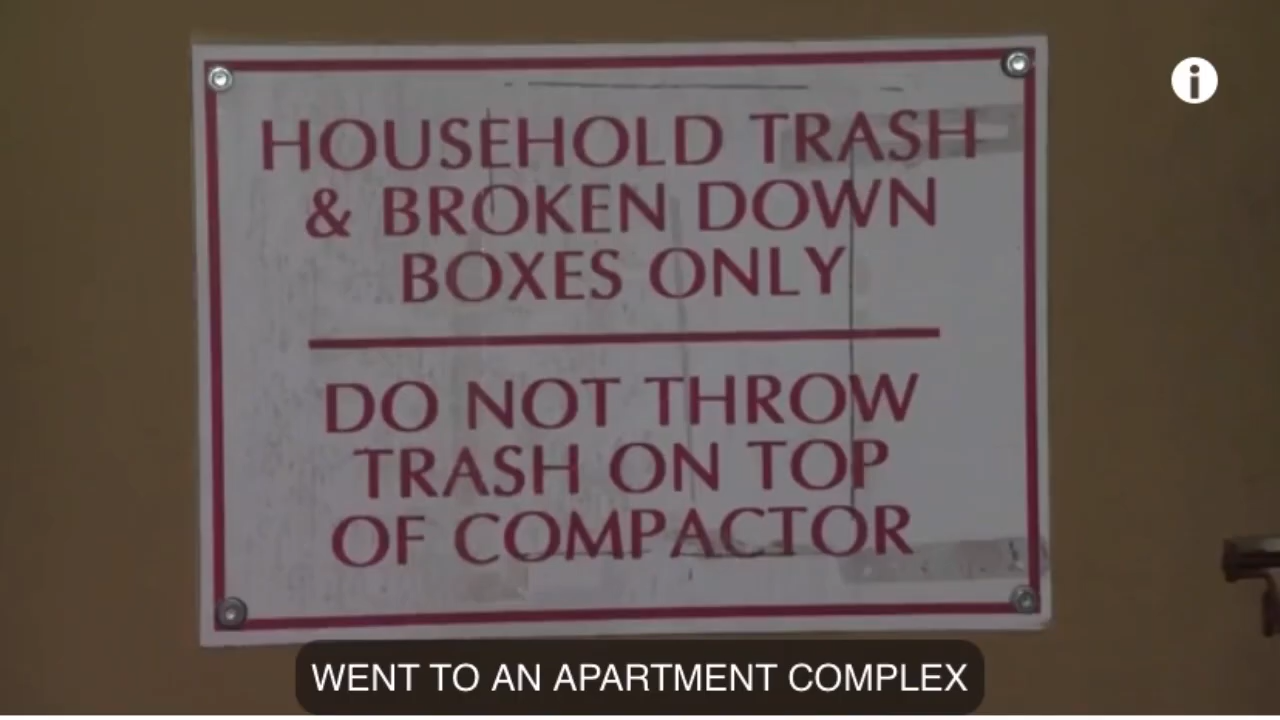 HOUSEHOLD TRASH
& BROKEN DOWN
BOXES ONLY
DO NOT THROW
TRASH ON TOP
OF COMPACTOR
WENT TO AN APARTMENT COMPLEX